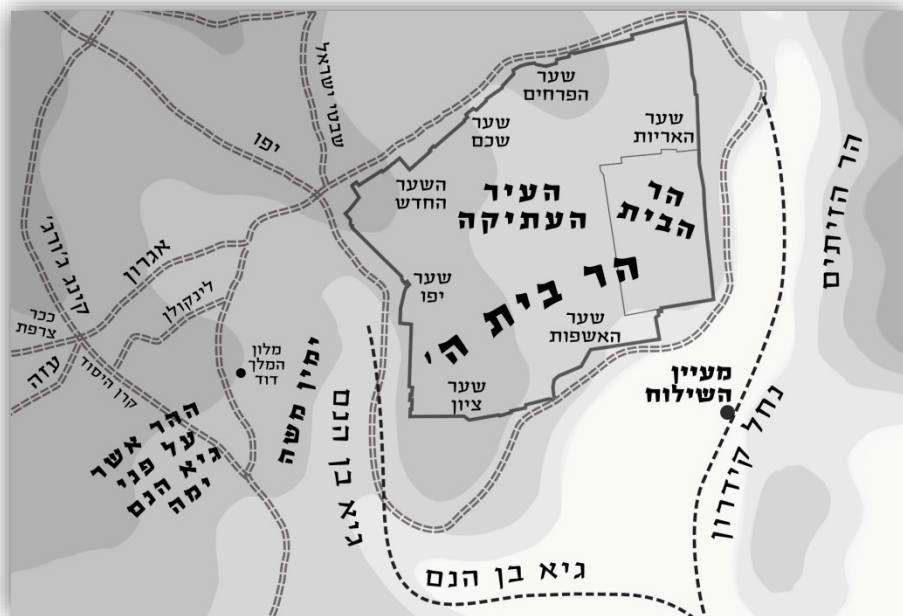 שער
הפרחים
שער
שכם
שער
האריות
השער
החדש
העיר
העתיקה
הר
הבית
הר בית ה'
שער
יפו
שער
האשפות
שער
ציון
שבטי ישראל
יפו
קינג ג'ורג'
אגרון
לינקולן
ככר
צרפת
עזה
קרן היסוד
מלון
המלך
דוד
ימין משה
ההר אשר
על פני
גיא הנם
ימה
גיא בן הנם
גיא בן הנם
מעיין
השילוח
נחל קידרון
הר הזיתים